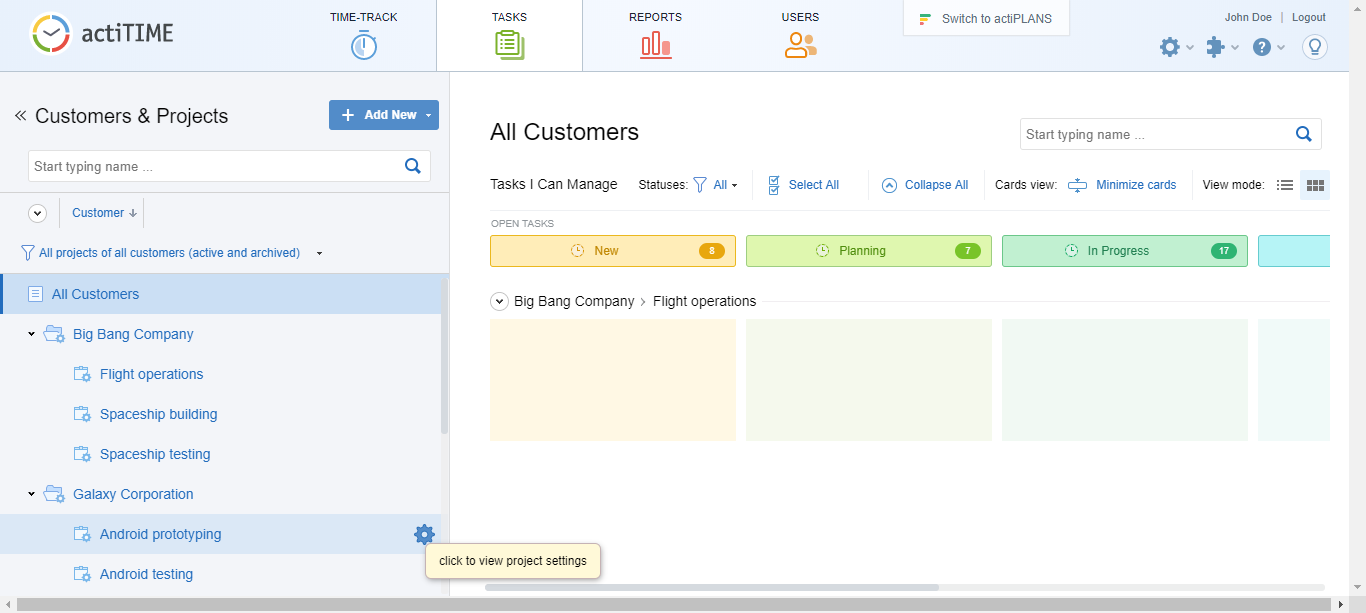 actiTIME
TIME-TRACK
TASKS
REPORTS
USERS
Switch to actiPLANS
John Doe | Logout
Customers & Projects
Add New
Start typing name ...
Customer
All projects of all customers (active and archived)
All Customers
Big Bang Company
Flight operations
Spaceship building
Spaceship testing
Galaxy Corporation
Android prototyping
click to view project settings
Android testing
All Customers
Start typing name ...
Tasks I Can Manage
Statuses: All
Select All
Collapse All
Cards view: Minimize cards
View mode:
OPEN TASKS
New 8
Planning 7
In Progress 17
Big Bang Company > Flight operations